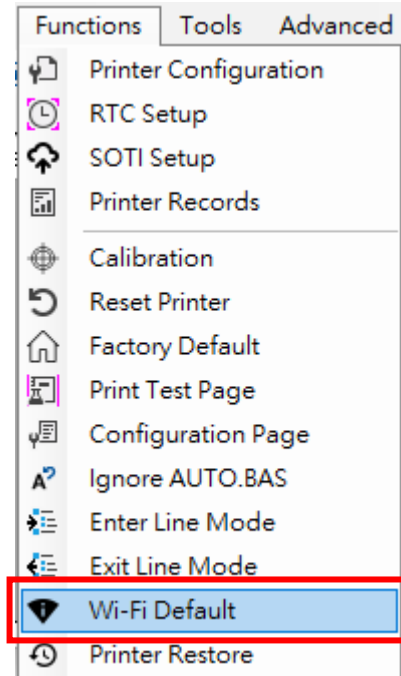 Functions Tools Advanced
Printer Configuration
RTC Setup
SOTI Setup
Printer Records
Calibration
Reset Printer
Factory Default
Print Test Page
Configuration Page
Ignore AUTO.BAS
Enter Line Mode
Exit Line Mode
Wi-Fi Default
Printer Restore